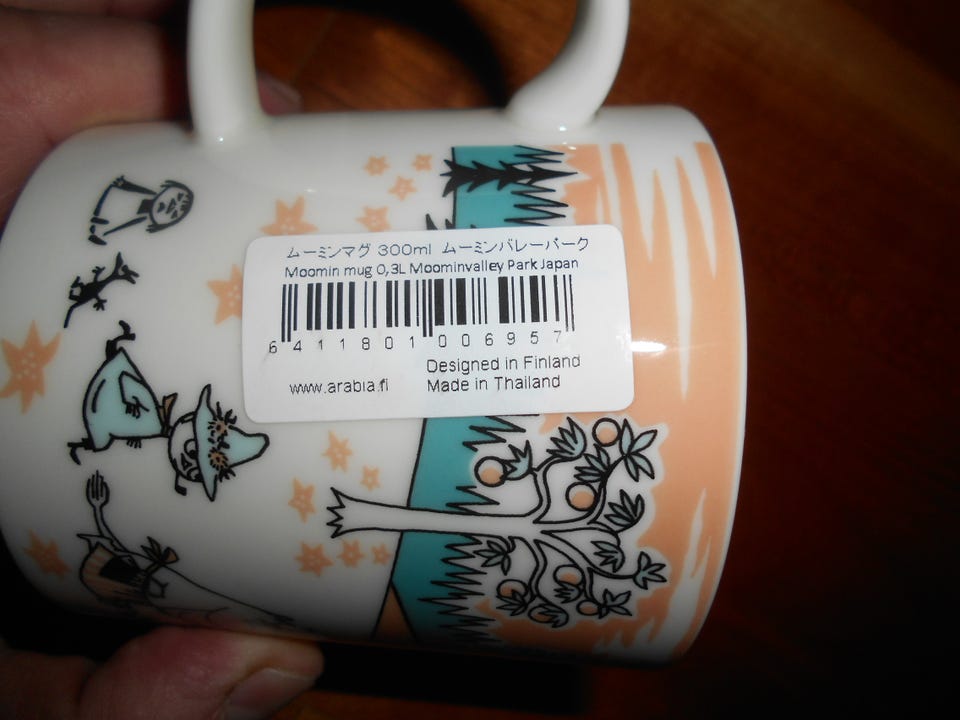 ムーミンマグ 300ml ムーミンバレーパーク
Moomin mug 0,3L Moominvalley Park Japan
6 411801 006957
www.arabia.fi
Designed in Finland
Made in Thailand